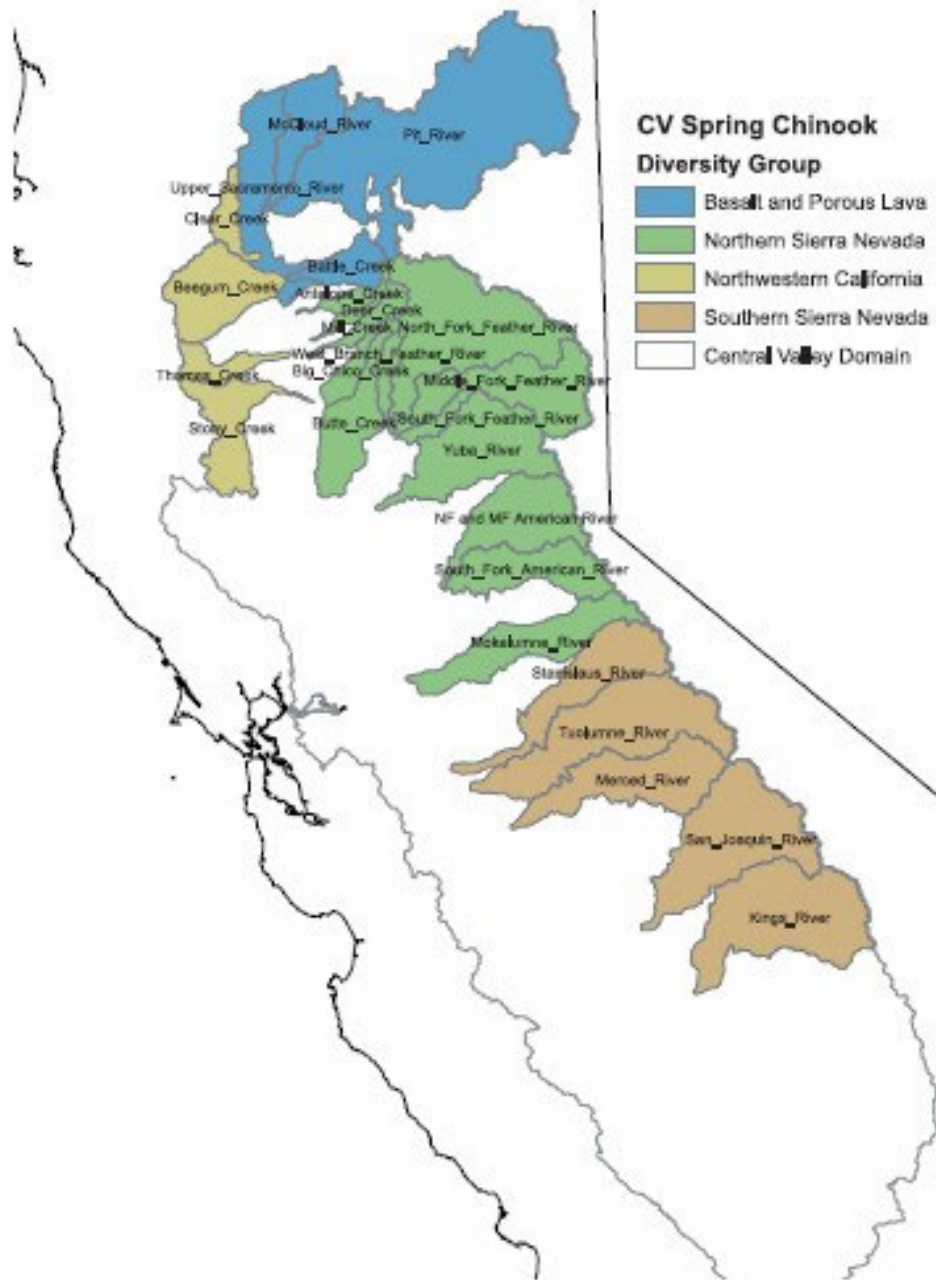 CV Spring Chinook
Diversity Group
Basalt and Porous Lava
Northern Sierra Nevada
Northwestern California
Southern Sierra Nevada
Central Valley Domain
McCloud_River
Pit_River
Upper_Sacramento_River
Clear_Creek
Battle_Creek
Beegum_Creek
Antelope_Creek
Deer_Creek
Mill_Creek
North_Fork_Feather_River
West_Branch_Feather_River
Big_Chico_Creek
Thomes_Creek
Middle_Fork_Feather_River
Butte_Creek
South_Fork_Feather_River
Stony_Creek
Yuba_River
NF and MF American River
South_Fork_American_River
Mokelumne_River
Stanislaus_River
Tuolumne_River
Merced_River
San_Joaquin_River
Kings_River